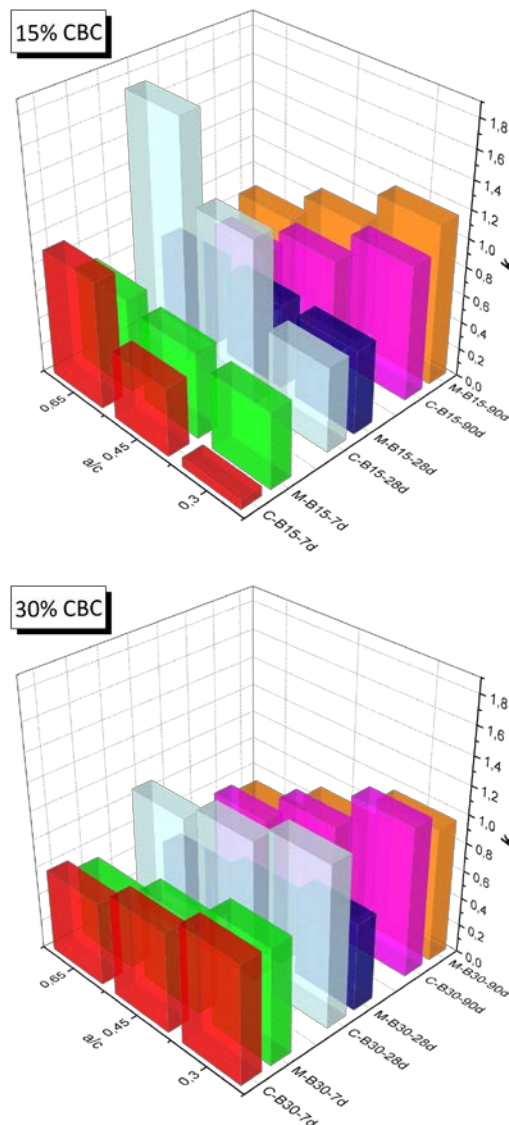 15% CBC
1,8
1,6
1,4
1,2
1,0
0,8
0,6
0,4
0,2
0,0
k
0,65
0,45
0,3
a/c
M-B15-90d
C-B15-90d
M-B15-28d
C-B15-28d
M-B15-7d
C-B15-7d
30% CBC
1,8
1,6
1,4
1,2
1,0
0,8
0,6
0,4
0,2
0,0
k
0,65
0,45
0,3
a/c
M-B30-90d
C-B30-90d
M-B30-28d
C-B30-28d
M-B30-7d
C-B30-7d